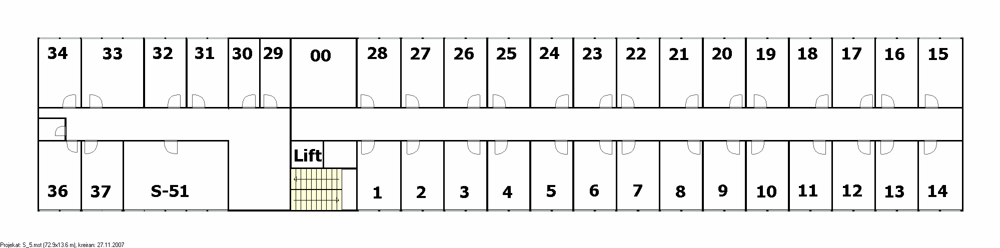 34 33 32 31 30 29 00 28 27 26 25 24 23 22 21 20 19 18 17 16 15
Lift
36 37 S-51 1 2 3 4 5 6 7 8 9 10 11 12 13 14
Projekat: S_5.mst (72.9x13.6 m), kreiran: 27.11.2007